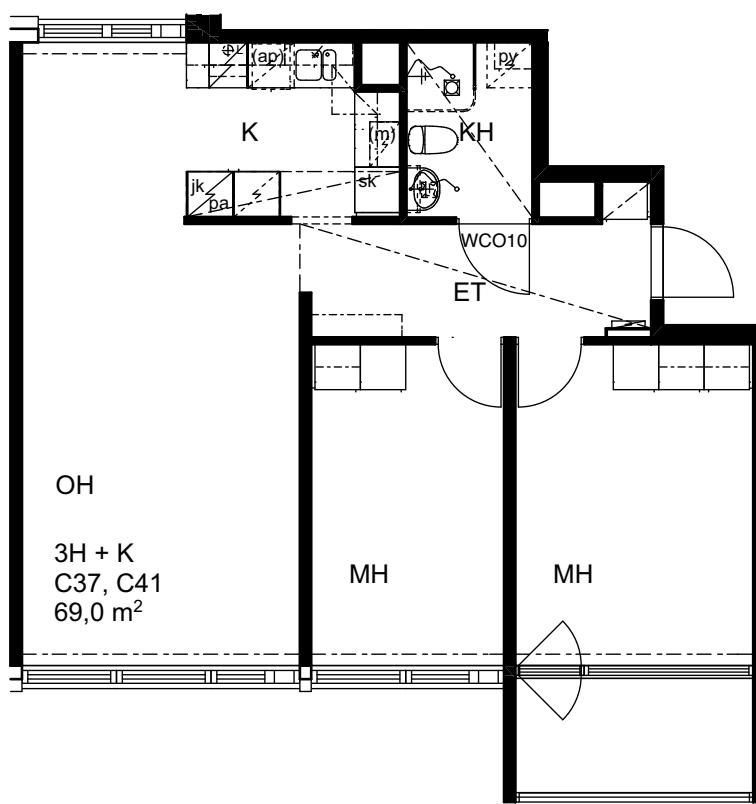 (ap)
py
K
(m)
KH
jk
pa
sk
WCO10
ET
OH
3H + K
C37, C41
69,0 m²
MH
MH